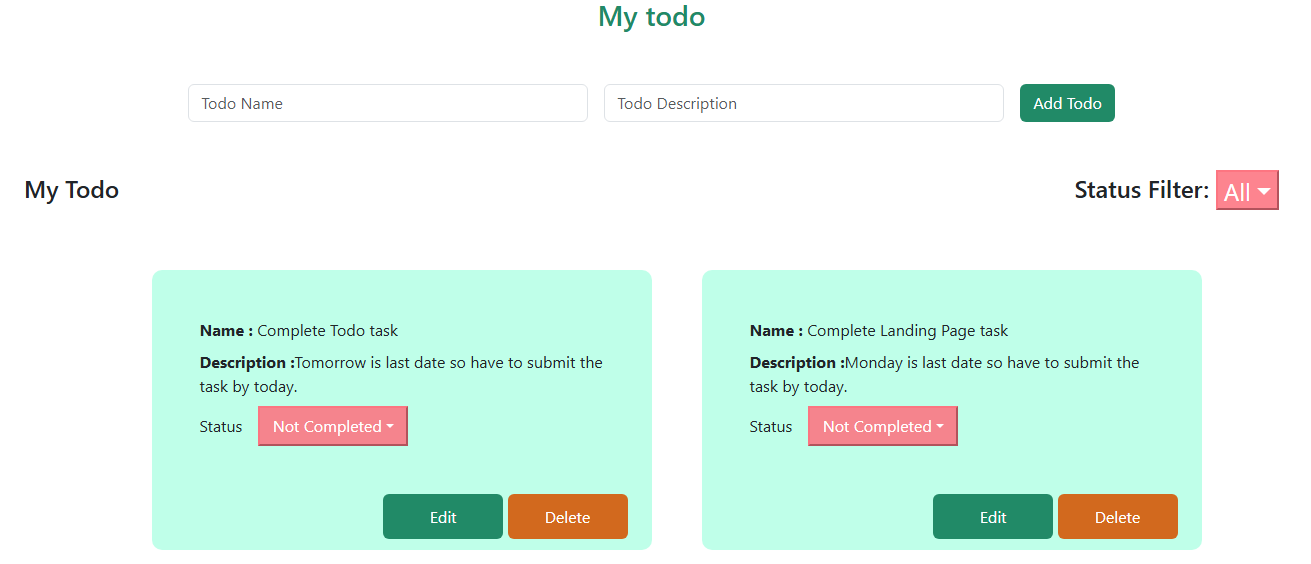 My todo
Todo Name
Todo Description
Add Todo
My Todo
Status Filter: All
Name : Complete Todo task
Description :Tomorrow is last date so have to submit the
task by today.
Status Not Completed
Edit Delete
Name : Complete Landing Page task
Description :Monday is last date so have to submit the
task by today.
Status Not Completed
Edit Delete